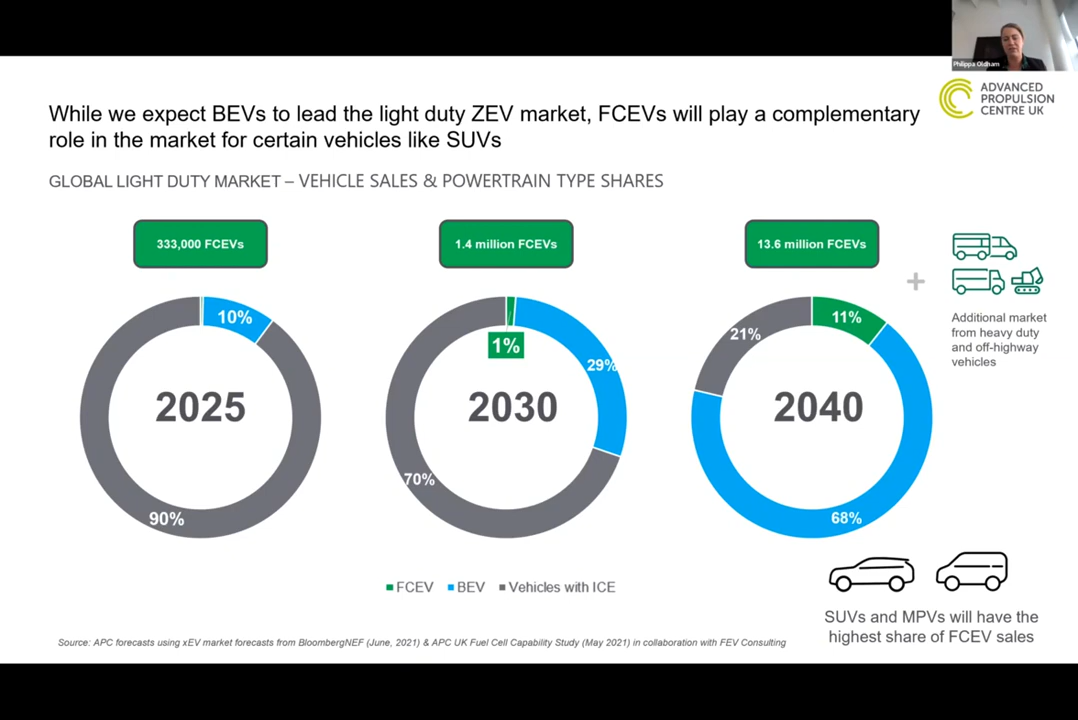 Philippa Oldham
ADVANCED
PROPULSION
CENTRE UK
While we expect BEVs to lead the light duty ZEV market, FCEVs will play a complementary
role in the market for certain vehicles like SUVs
GLOBAL LIGHT DUTY MARKET – VEHICLE SALES & POWERTRAIN TYPE SHARES
333,000 FCEVs
1.4 million FCEVs
13.6 million FCEVs
+
Additional market
from heavy duty
and off-highway
vehicles
10%
2025
90%
1%
29%
2030
70%
11%
21%
2040
68%
FCEV BEV Vehicles with ICE
SUVs and MPVs will have the
highest share of FCEV sales
Source: APC forecasts using xEV market forecasts from BloombergNEF (June, 2021) & APC UK Fuel Cell Capability Study (May 2021) in collaboration with FEV Consulting